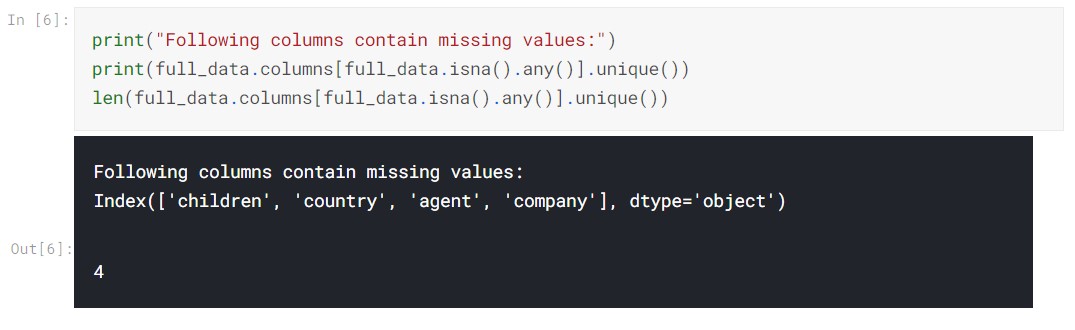 In [6]:
print("Following columns contain missing values:")
print(full_data.columns[full_data.isna().any()].unique())
len(full_data.columns[full_data.isna().any()].unique())
Following columns contain missing values:
Index(['children', 'country', 'agent', 'company'], dtype='object')
Out[6]:
4